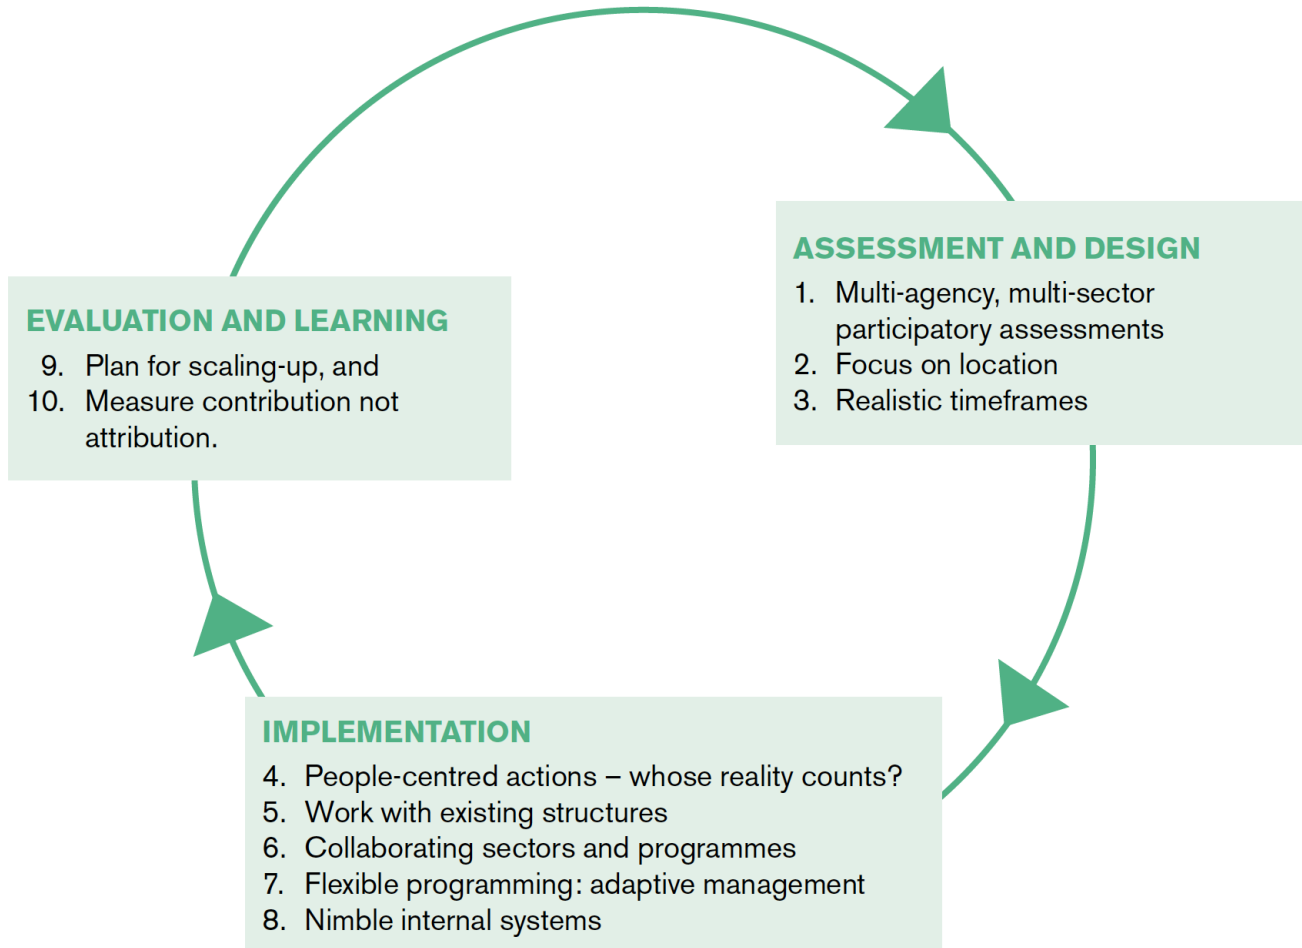 ASSESSMENT AND DESIGN
1. Multi-agency, multi-sector
participatory assessments
2. Focus on location
3. Realistic timeframes
IMPLEMENTATION
4. People-centred actions – whose reality counts?
5. Work with existing structures
6. Collaborating sectors and programmes
7. Flexible programming: adaptive management
8. Nimble internal systems
EVALUATION AND LEARNING
9. Plan for scaling-up, and
10. Measure contribution not
attribution.